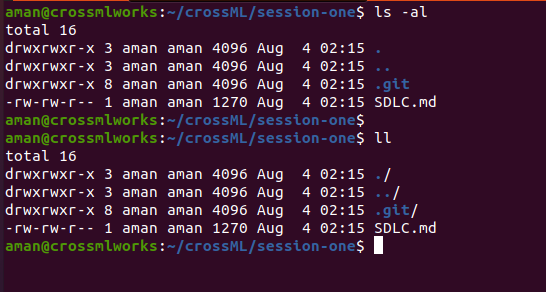 aman@crossmlworks:~/crossML/session-one$ ls -al
total 16
drwxrwxr-x 3 aman aman 4096 Aug  4 02:15 .
drwxrwxr-x 3 aman aman 4096 Aug  4 02:15 ..
drwxrwxr-x 8 aman aman 4096 Aug  4 02:15 .git
-rw-rw-r-- 1 aman aman 1270 Aug  4 02:15 SDLC.md
aman@crossmlworks:~/crossML/session-one$
aman@crossmlworks:~/crossML/session-one$ ll
total 16
drwxrwxr-x 3 aman aman 4096 Aug  4 02:15 ./
drwxrwxr-x 3 aman aman 4096 Aug  4 02:15 ../
drwxrwxr-x 8 aman aman 4096 Aug  4 02:15 .git/
-rw-rw-r-- 1 aman aman 1270 Aug  4 02:15 SDLC.md
aman@crossmlworks:~/crossML/session-one$